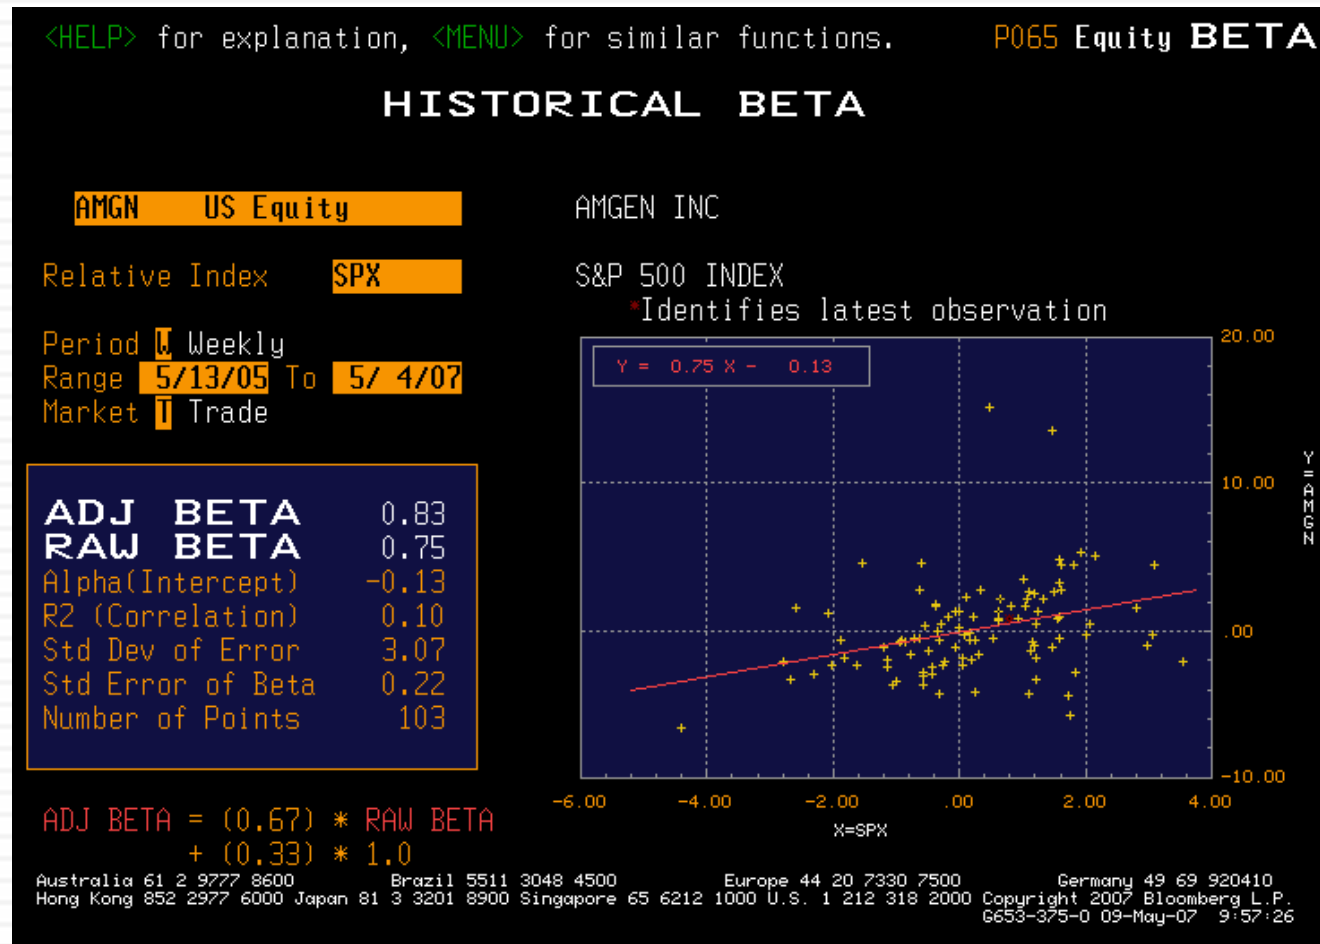 <HELP> for explanation, <MENU> for similar functions. P065 Equity BETA
HISTORICAL BETA
AMGN US Equity
AMGEN INC
Relative Index SPX
S&P 500 INDEX
*Identifies latest observation
Period W Weekly
Range 5/13/05 To 5/ 4/07
Market T Trade
Y = 0.75 X - 0.13
20.00
10.00
.00
-10.00
Y=AMGN
-6.00 -4.00 -2.00 .00 2.00 4.00
X=SPX
ADJ BETA 0.83
RAW BETA 0.75
Alpha(Intercept) -0.13
R2 (Correlation) 0.10
Std Dev of Error 3.07
Std Error of Beta 0.22
Number of Points 103
ADJ BETA = (0.67) * RAW BETA
+ (0.33) * 1.0
Australia 61 2 9777 8600 Brazil 5511 3048 4500 Europe 44 20 7330 7500 Germany 49 69 920410
Hong Kong 852 2977 6000 Japan 81 3 3201 8900 Singapore 65 6212 1000 U.S. 1 212 318 2000 Copyright 2007 Bloomberg L.P.
G653-375-0 09-May-07 9:57:26